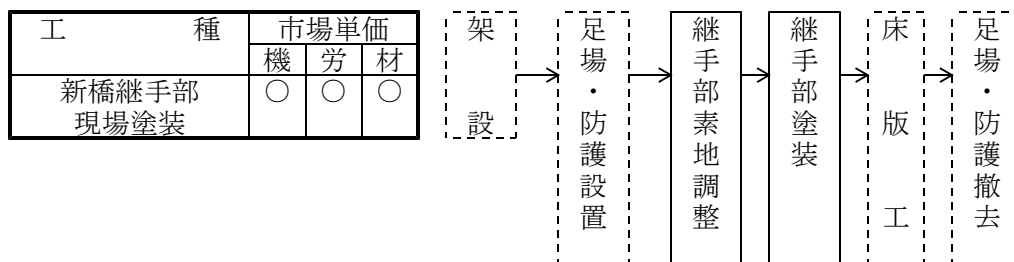 工種 市場単価
機 労 材
新橋継手部
現場塗装
○ ○ ○
架設
足場・防護設置
継手部素地調整
継手部塗装
床版工
足場・防護撤去